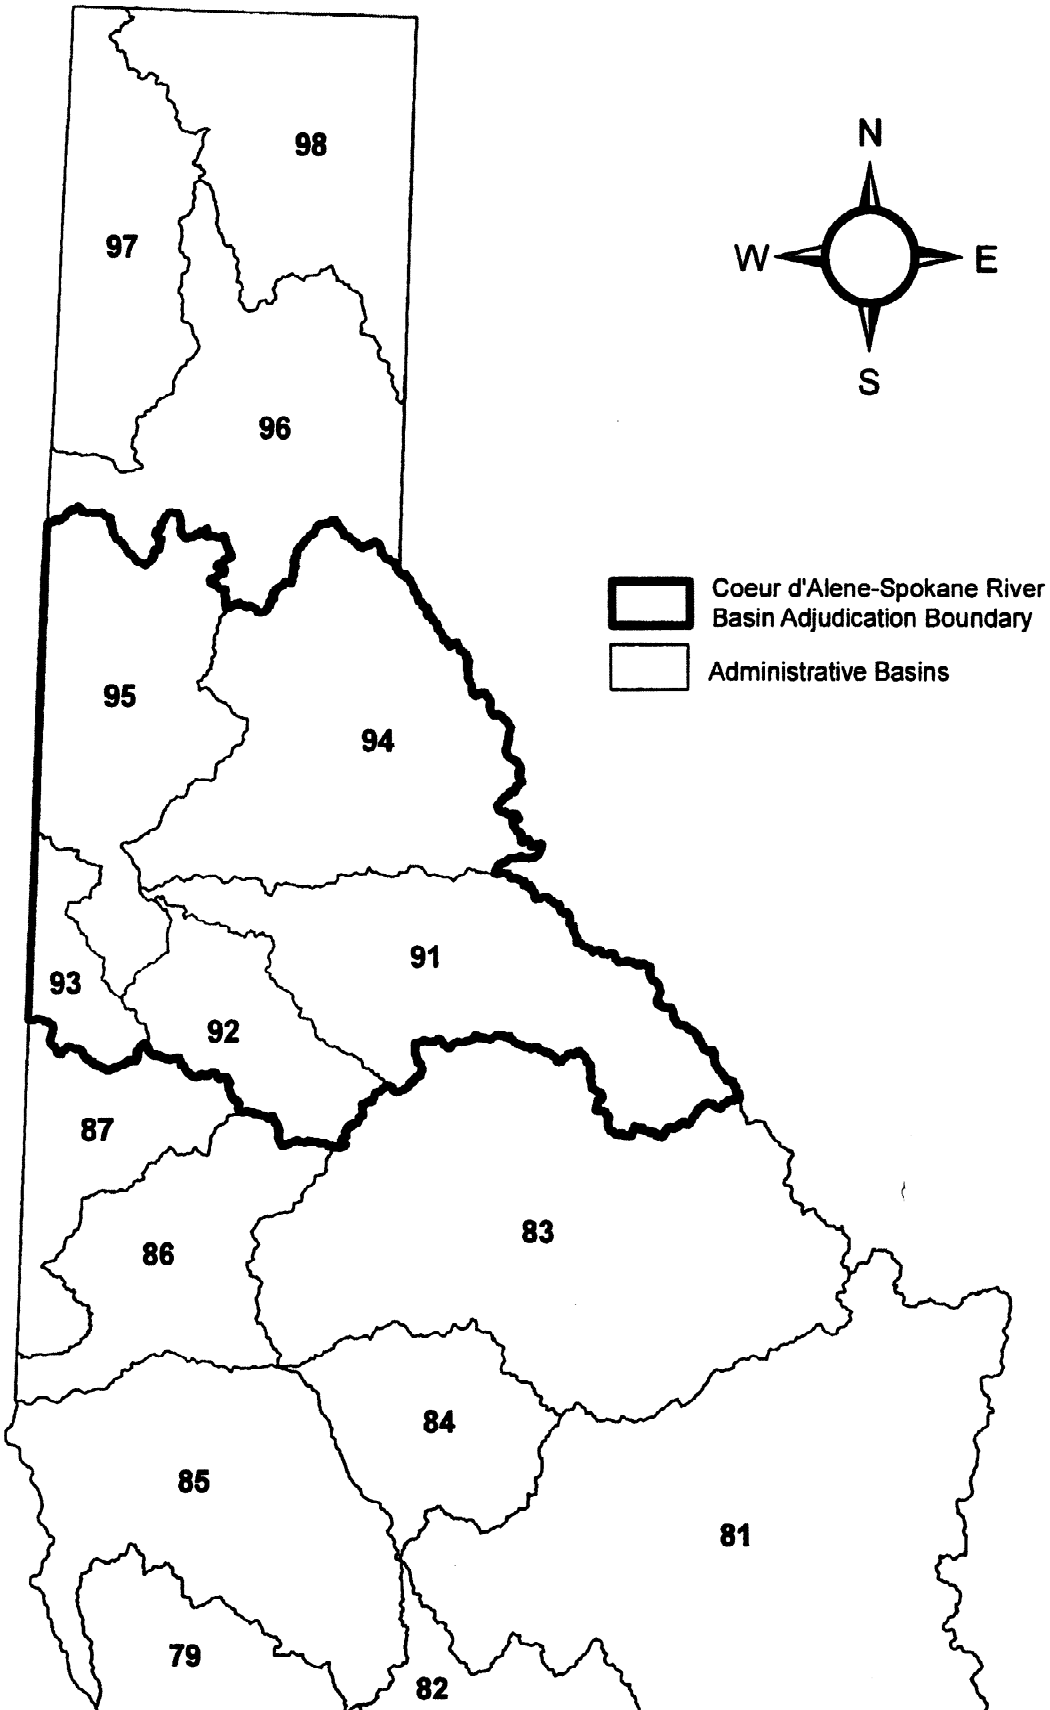 N
98
97
W E
S
96
Coeur d'Alene-Spokane River
Basin Adjudication Boundary
Administrative Basins
95
94
91
93
92
87
83
86
84
85
81
79
82